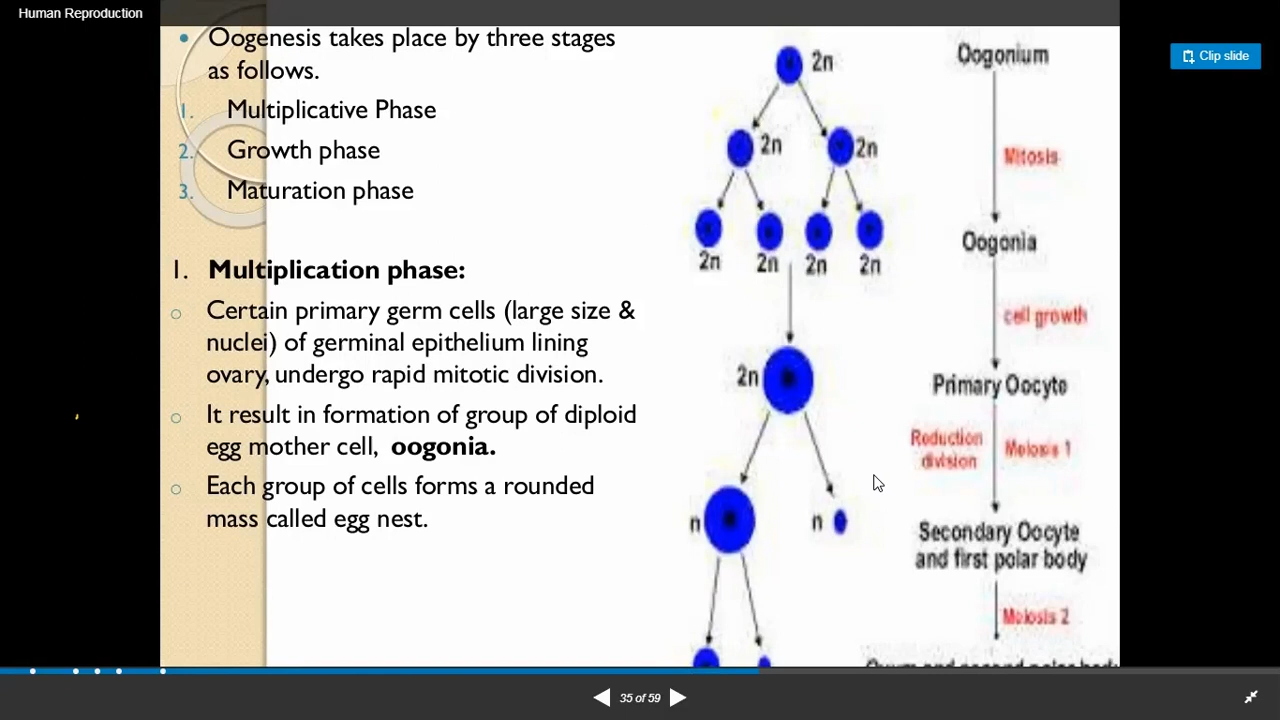 Human Reproduction
Clip slide
• Oogenesis takes place by three stages
as follows.
1. Multiplicative Phase
2. Growth phase
3. Maturation phase
1. Multiplication phase:
o Certain primary germ cells (large size &
nuclei) of germinal epithelium lining
ovary, undergo rapid mitotic division.
o It result in formation of group of diploid
egg mother cell, oogonia.
o Each group of cells forms a rounded
mass called egg nest.
2n
2n 2n
2n 2n 2n 2n
2n
n n
Oogonium
Mitosis
Oogonia
cell growth
Primary Oocyte
Reduction
division
Meiosis 1
Secondary Oocyte
and first polar body
Meiosis 2
35 of 59